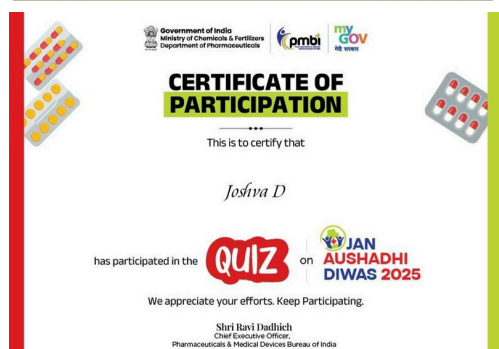 Government of India
Ministry of Chemicals & Fertilizers
Department of Pharmaceuticals
pmbi
my
GOV
मेरी सरकार
CERTIFICATE OF
PARTICIPATION
This is to certify that
Joshva D
has participated in the QUIZ on JAN AUSHADHI DIWAS 2025
We appreciate your efforts. Keep Participating.
Shri Ravi Dadhich
Chief Executive Officer,
Pharmaceuticals & Medical Devices Bureau of India